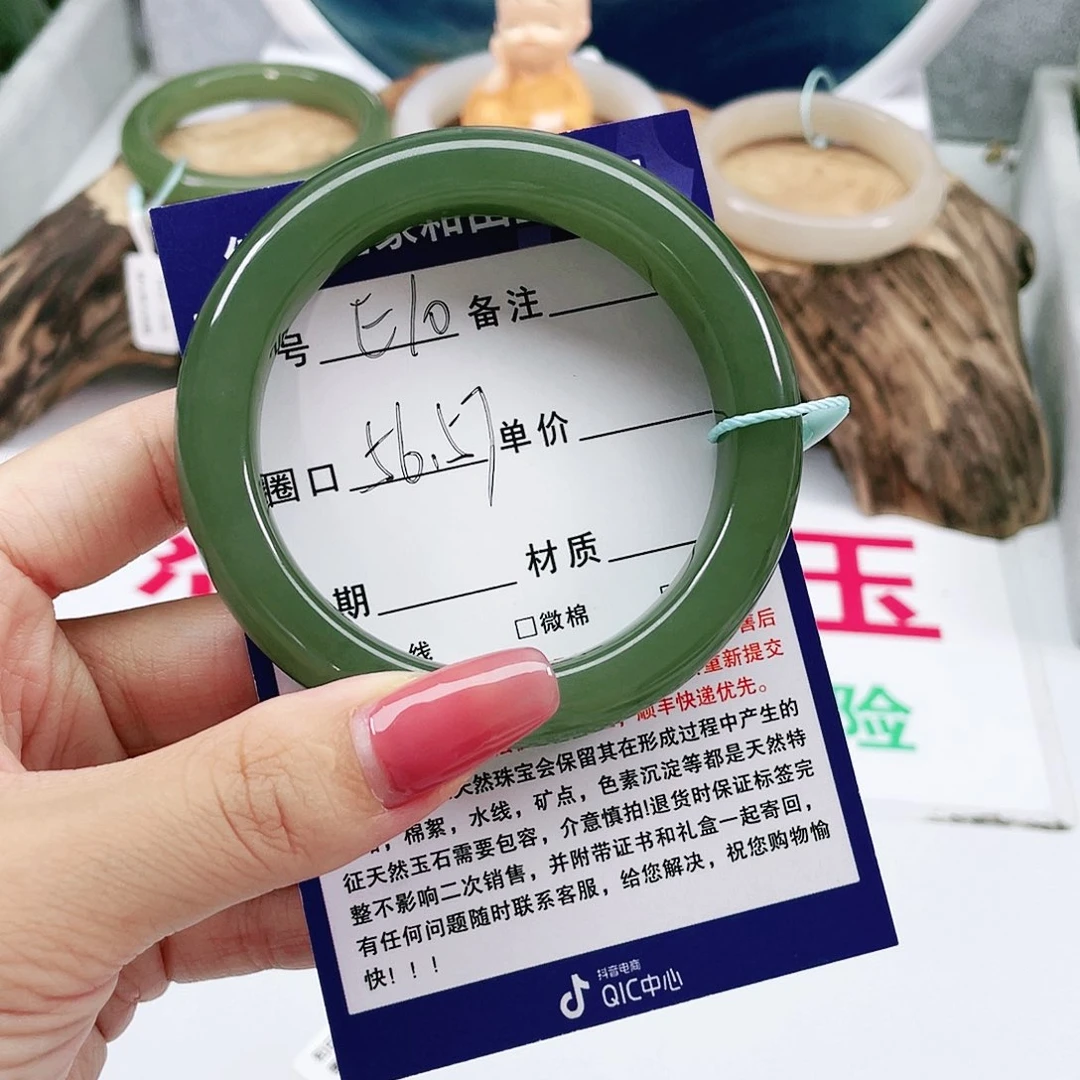 家和田
号 E10 备注
圈口 56.57 单价
期 材质
线 □微棉
售后
重新提交
，顺丰快递优先。
天然珠宝会保留其在形成过程中产生的
棉絮，水线，矿点，色素沉淀等都是天然特
征天然玉石需要包容，介意慎拍!退货时保证标签完
整不影响二次销售，并附带证书和礼盒一起寄回，
有任何问题随时联系客服，给您解决，祝您购物愉
快！！！
抖音电商
QIC中心
玉
险